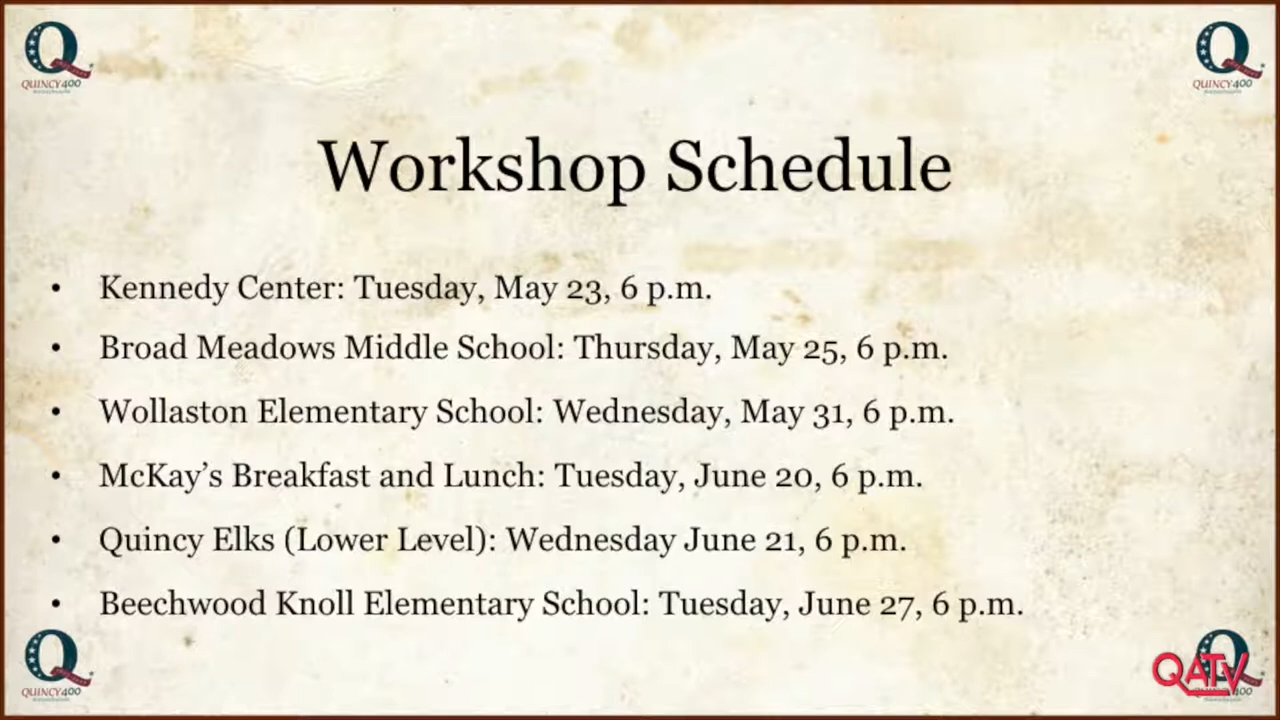 QUINCY400
QUINCY400
Workshop Schedule
• Kennedy Center: Tuesday, May 23, 6 p.m.
• Broad Meadows Middle School: Thursday, May 25, 6 p.m.
• Wollaston Elementary School: Wednesday, May 31, 6 p.m.
• McKay’s Breakfast and Lunch: Tuesday, June 20, 6 p.m.
• Quincy Elks (Lower Level): Wednesday June 21, 6 p.m.
• Beechwood Knoll Elementary School: Tuesday, June 27, 6 p.m.
QUINCY400
QATV
400